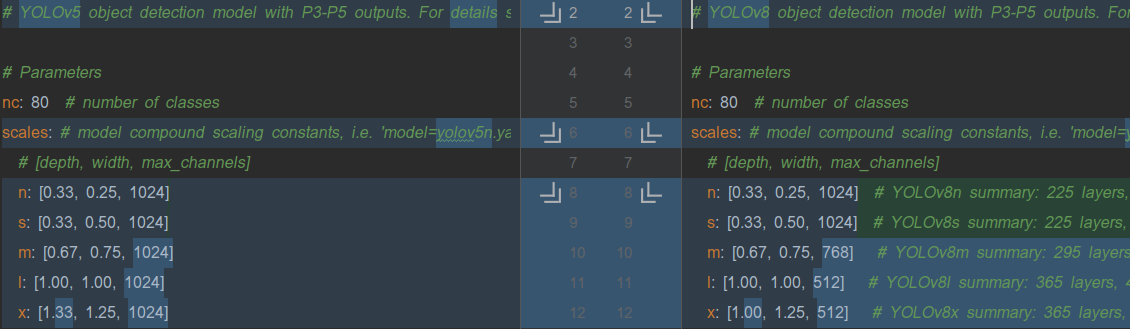 # YOLOv5 object detection model with P3-P5 outputs. For details
# Parameters
nc: 80 # number of classes
scales: # model compound scaling constants, i.e. 'model=yolov5n.ya
# [depth, width, max_channels]
n: [0.33, 0.25, 1024]
s: [0.33, 0.50, 1024]
m: [0.67, 0.75, 1024]
l: [1.00, 1.00, 1024]
x: [1.33, 1.25, 1024]
2 2
3 3
4 4
5 5
6 6
7 7
8 8
9 9
10 10
11 11
12 12
# YOLOv8 object detection model with P3-P5 outputs. For
# Parameters
nc: 80 # number of classes
scales: # model compound scaling constants, i.e. 'model=y
# [depth, width, max_channels]
n: [0.33, 0.25, 1024] # YOLOv8n summary: 225 layers,
s: [0.33, 0.50, 1024] # YOLOv8s summary: 225 layers,
m: [0.67, 0.75, 768] # YOLOv8m summary: 295 layers
l: [1.00, 1.00, 512] # YOLOv8l summary: 365 layers,
x: [1.00, 1.25, 512] # YOLOv8x summary: 365 layers,